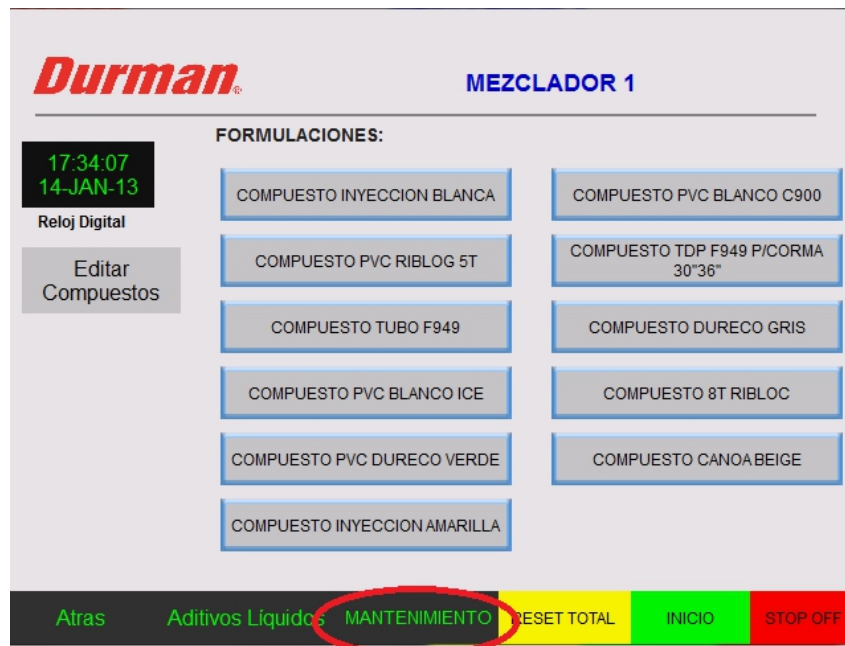 Durman®
MEZCLADOR 1
FORMULACIONES:
17:34:07
14-JAN-13
Reloj Digital
Editar
Compuestos
COMPUESTO INYECCION BLANCA
COMPUESTO PVC BLANCO C900
COMPUESTO PVC RIBLOG 5T
COMPUESTO TDP F949 P/CORMA
30"36"
COMPUESTO TUBO F949
COMPUESTO DURECO GRIS
COMPUESTO PVC BLANCO ICE
COMPUESTO 8T RIBLOC
COMPUESTO PVC DURECO VERDE
COMPUESTO CANOA BEIGE
COMPUESTO INYECCION AMARILLA
Atras
Aditivos Líquidos
MANTENIMIENTO
RESET TOTAL
INICIO
STOP OFF